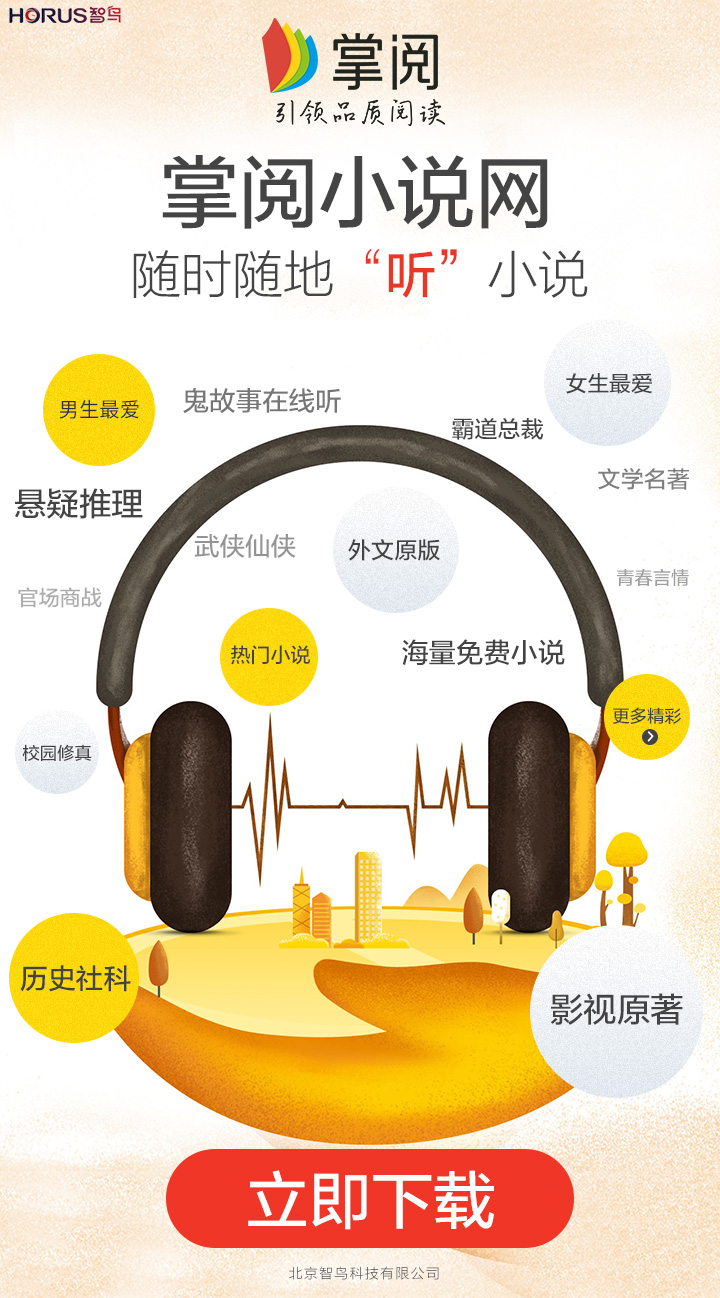 HORUS智鸟
掌阅
引领品质阅读
掌阅小说网
随时随地“听”小说
男生最爱
鬼故事在线听
女生最爱
霸道总裁
文学名著
悬疑推理
武侠仙侠
外文原版
青春言情
官场商战
热门小说
海量免费小说
更多精彩
校园修真
历史社科
影视原著
立即下载
北京智鸟科技有限公司